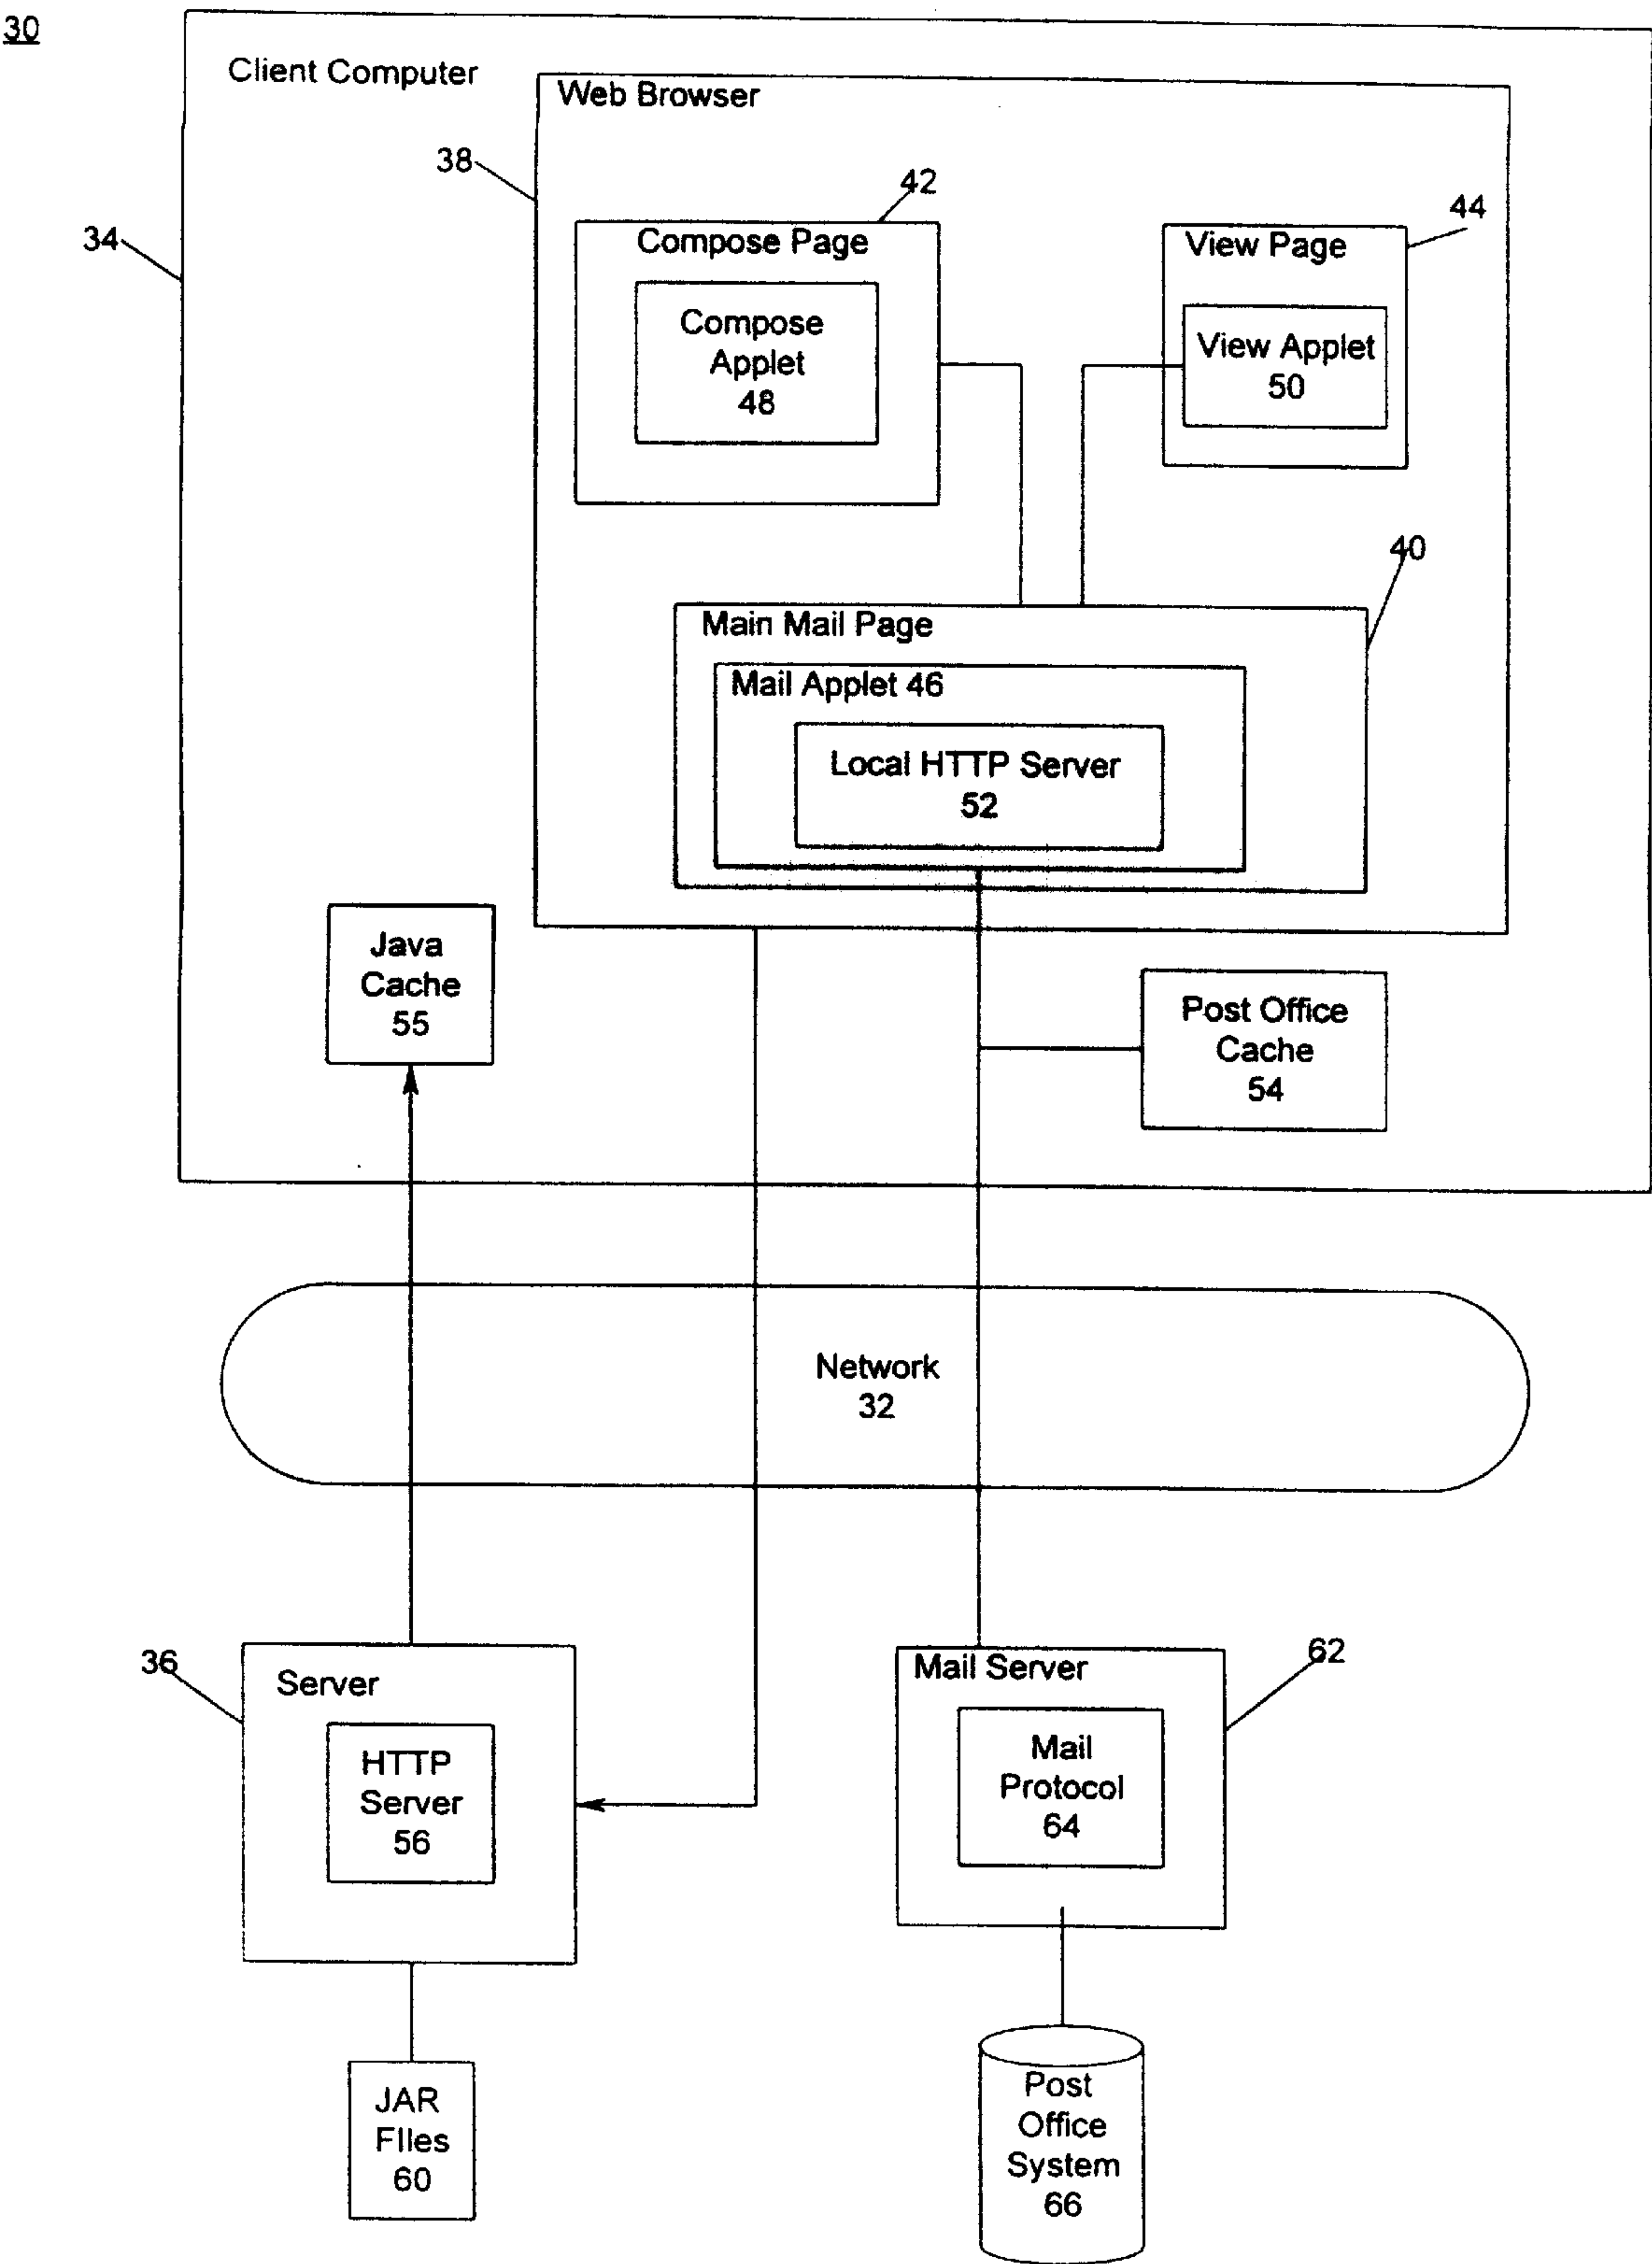 30
Client Computer
Web Browser
38
42
44
34
Compose Page
View Page
Compose
Applet
48
View Applet
50
40
Main Mail Page
Mail Applet 46
Local HTTP Server
52
Java
Cache
55
Post Office
Cache
54
Network
32
36
Server
HTTP
Server
56
Mail Server
62
Mail
Protocol
64
JAR
FIles
60
Post
Office
System
66